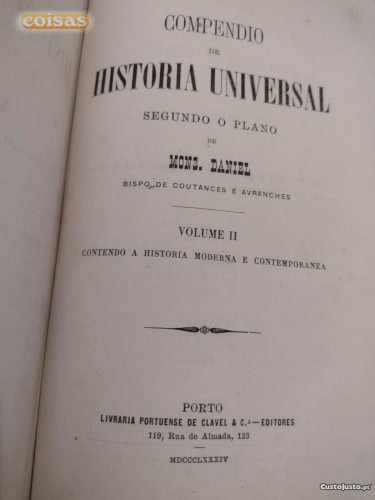 coisas
COMPENDIO
DE
HISTORIA UNIVERSAL
SEGUNDO O PLANO
DE
MONS. DANIEL
BISPO DE COUTANCES E AVRANCHES
VOLUME II
CONTENDO A HISTORIA MODERNA E CONTEMPORANEA
PORTO
LIVRARIA PORTUENSE DE CLAVEL & C.ª—EDITORES
119, Rua do Almada, 123
MDCCCLXXXIV
CustoJusto.pt